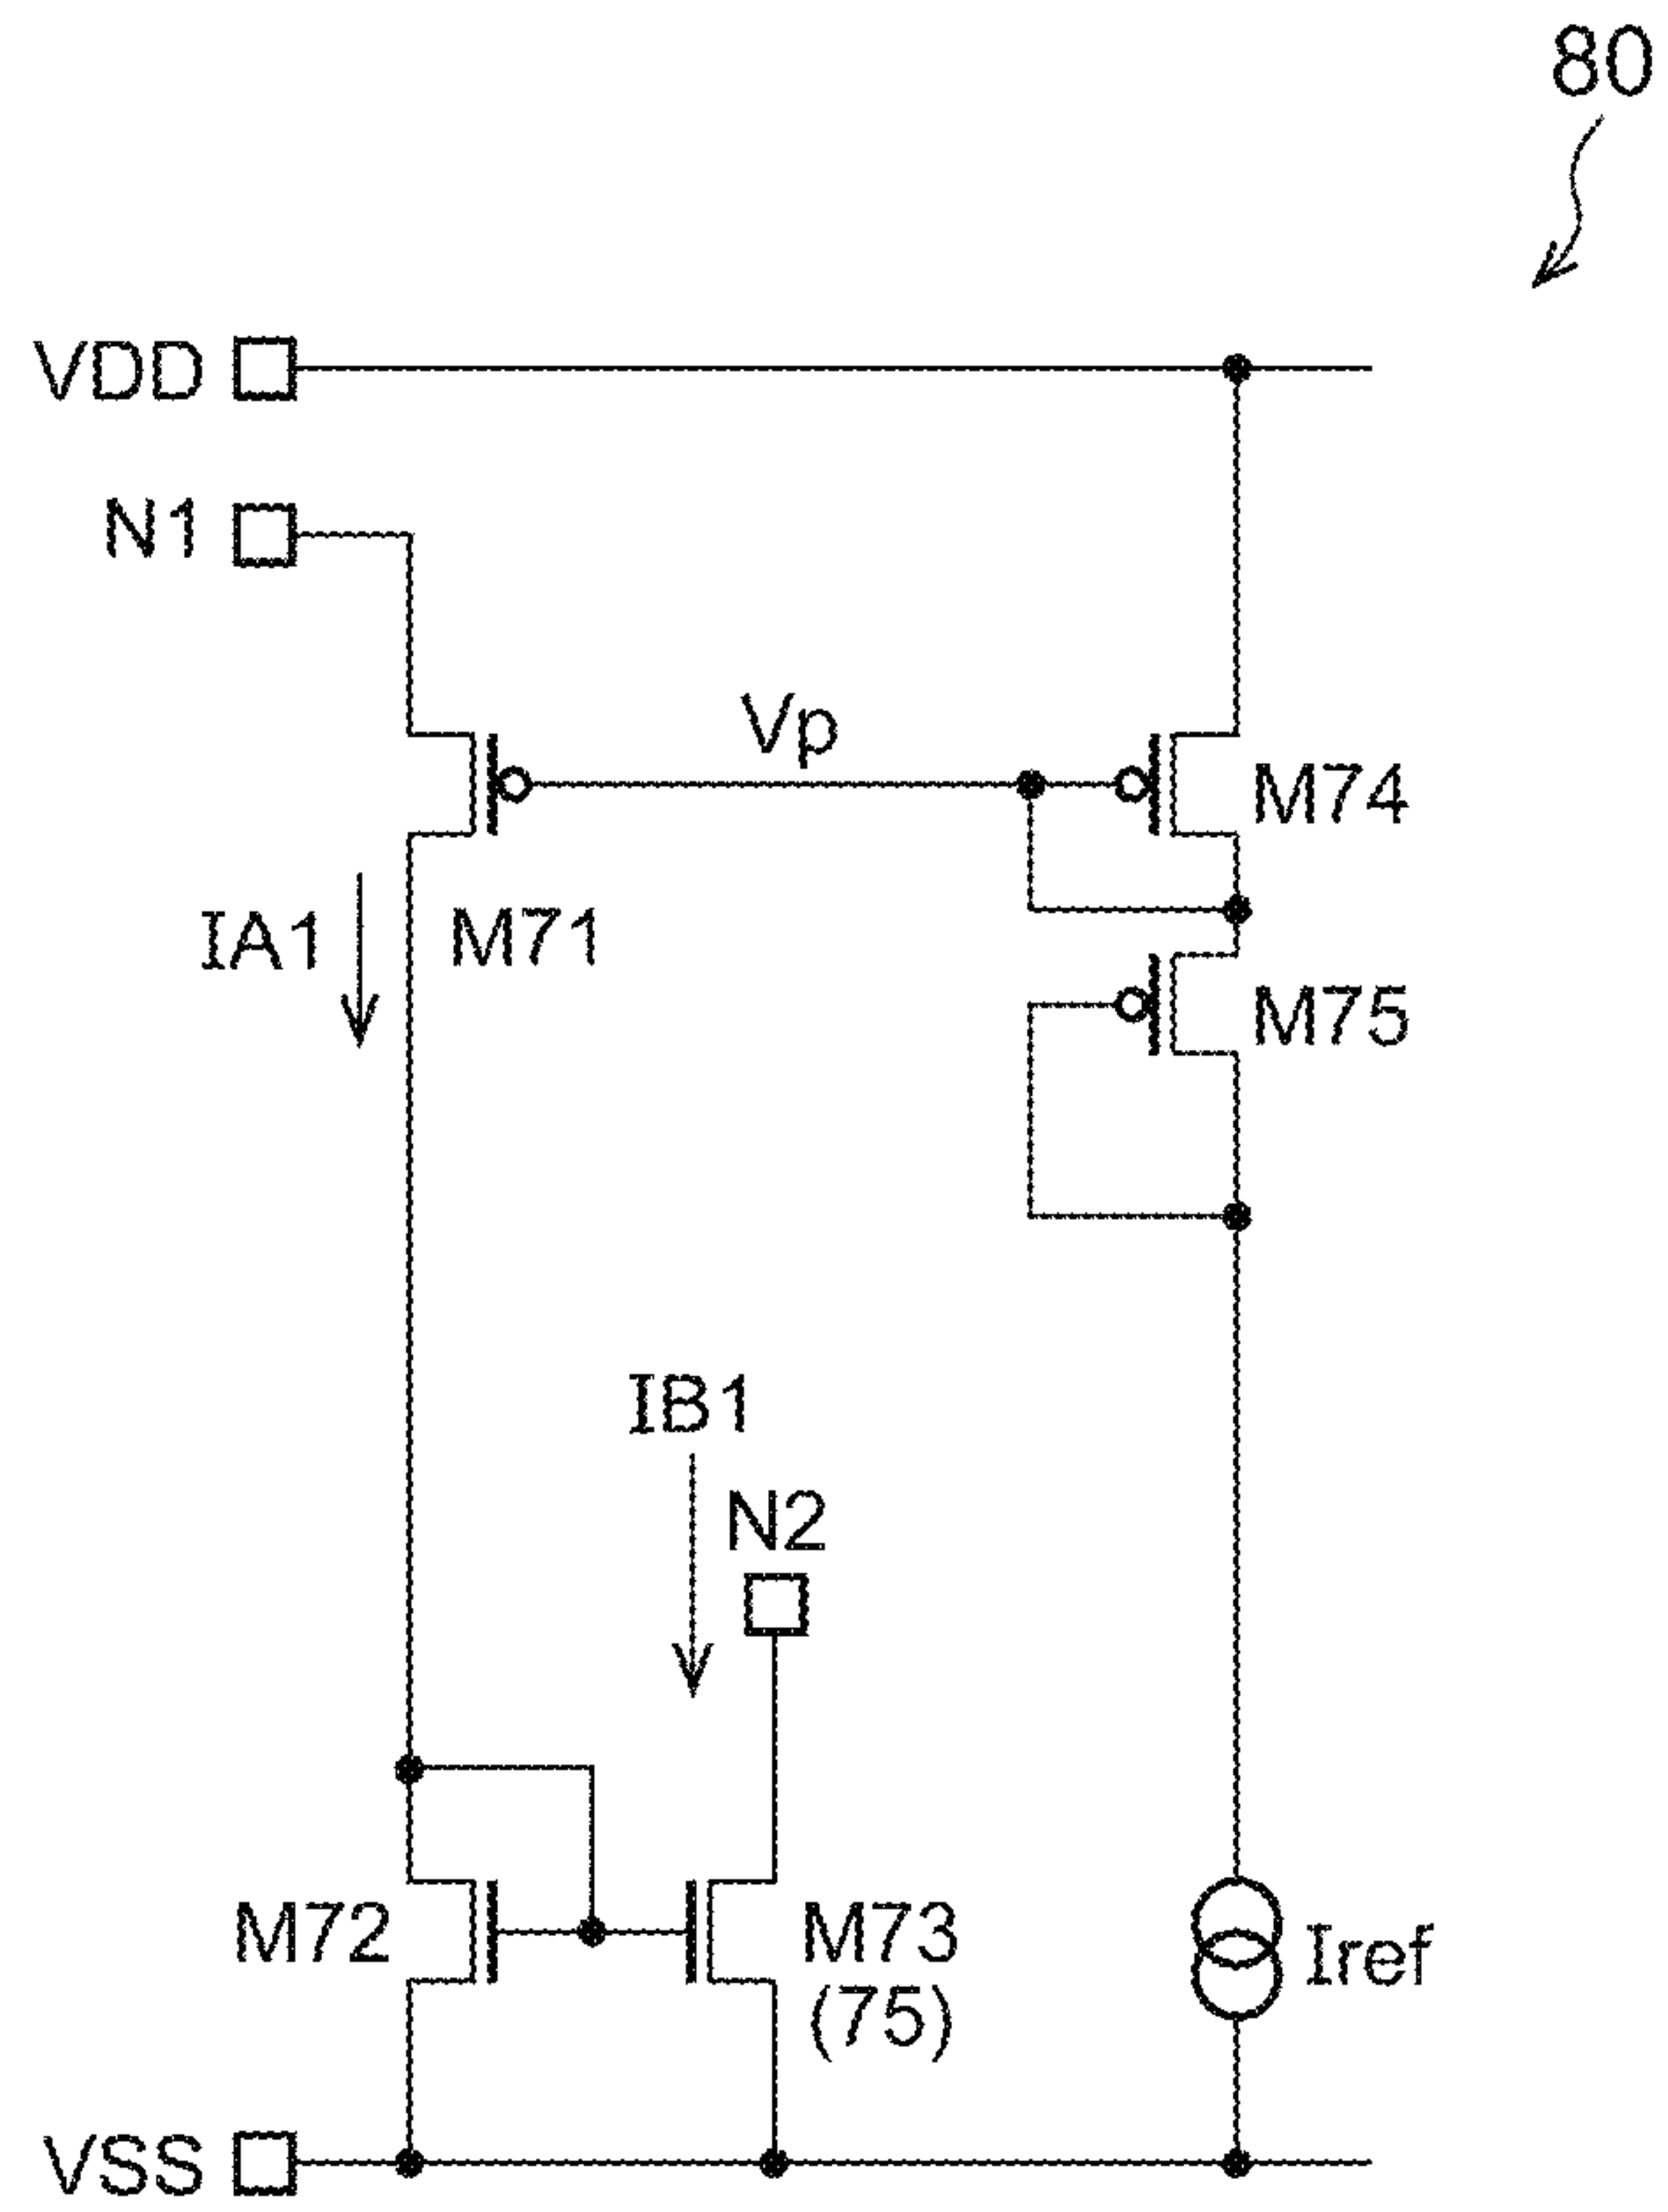 80
VDD
N1
Vp
M74
IA1
M71
M75
IB1
N2
M72
M73
(75)
Iref
VSS